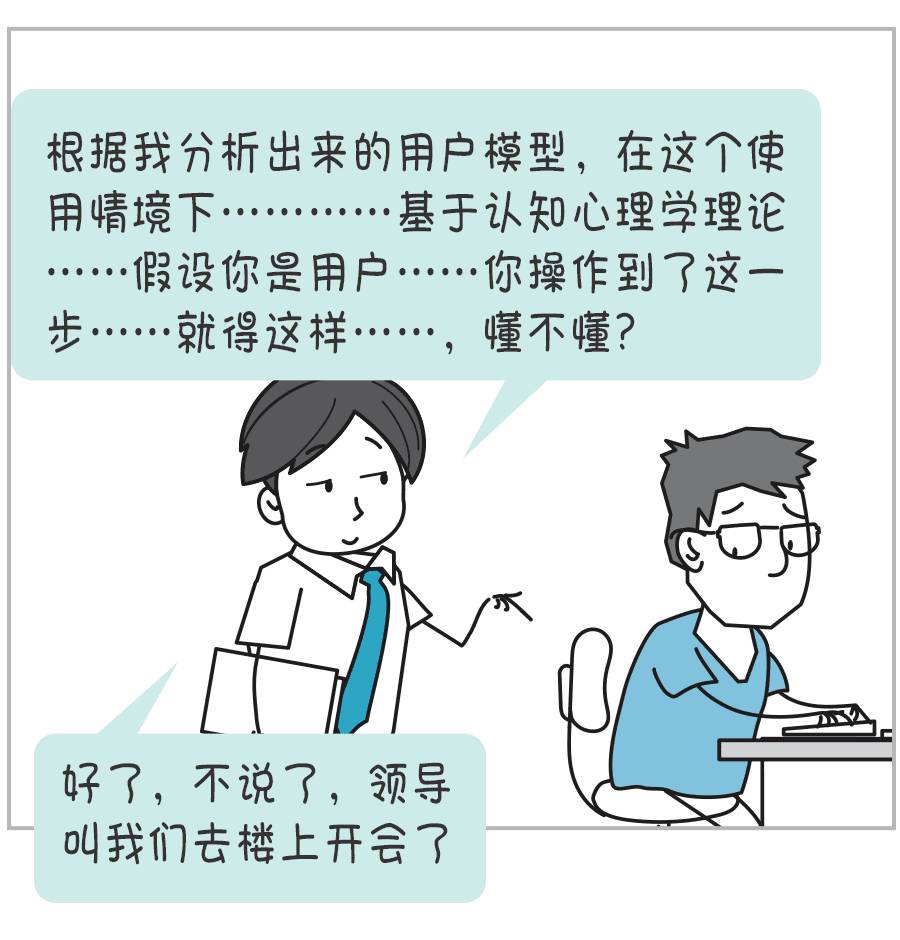 根据我分析出来的用户模型，在这个使
用情境下…………基于认知心理学理论
……假设你是用户……你操作到了这一
步……就得这样……，懂不懂？
好了，不说了，领导
叫我们去楼上开会了